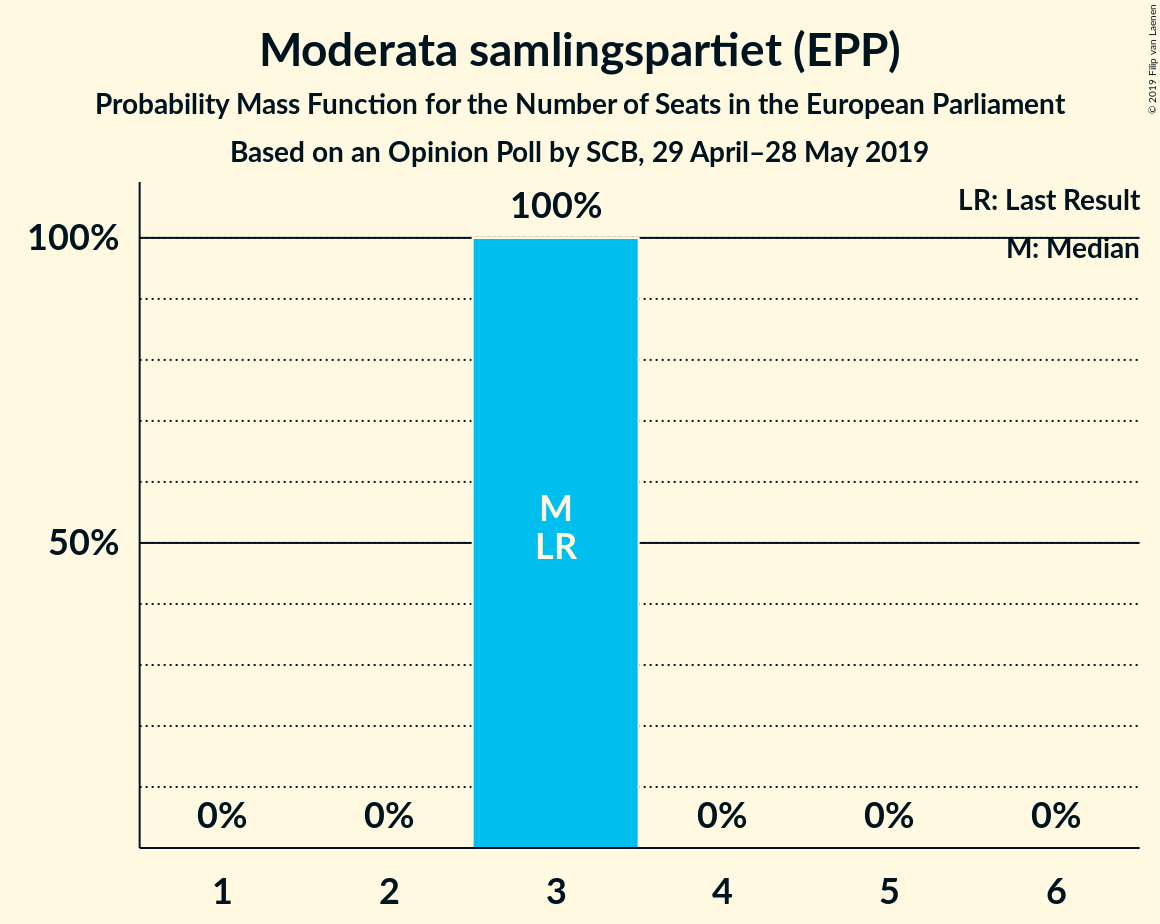 Moderata samlingspartiet (EPP)
Probability Mass Function for the Number of Seats in the European Parliament
Based on an Opinion Poll by SCB, 29 April–28 May 2019
© 2019 Filip van Laenen
LR: Last Result
M: Median
100%
100%
50%
M
LR
0%
0%
0%
0%
0%
1
2
3
4
5
6